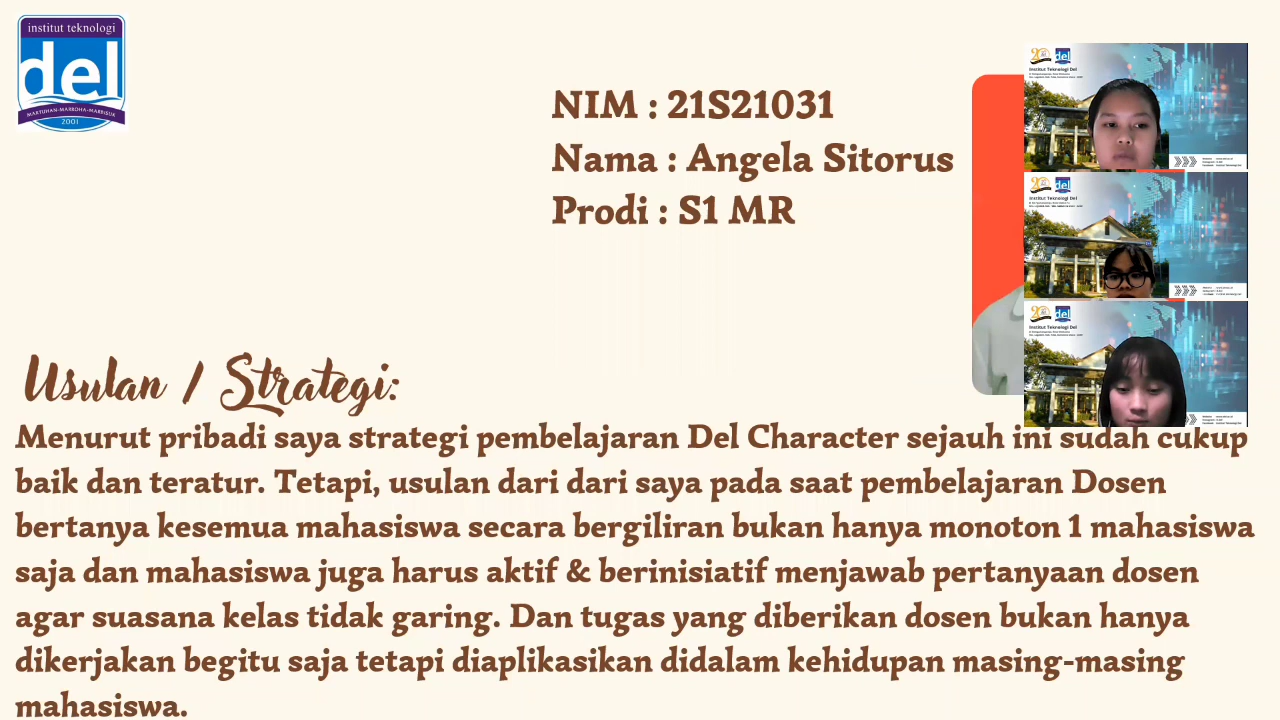 institut teknologi
del
MARTUHAN-MARROHA-MARBISUK
2001
NIM : 21S21031
Nama : Angela Sitorus
Prodi : S1 MR
Institut Teknologi Del
Institut Teknologi Del
Institut Teknologi Del
Usulan / Strategi:
Menurut pribadi saya strategi pembelajaran Del Character sejauh ini sudah cukup
baik dan teratur. Tetapi, usulan dari dari saya pada saat pembelajaran Dosen
bertanya kesemua mahasiswa secara bergiliran bukan hanya monoton 1 mahasiswa
saja dan mahasiswa juga harus aktif & berinisiatif menjawab pertanyaan dosen
agar suasana kelas tidak garing. Dan tugas yang diberikan dosen bukan hanya
dikerjakan begitu saja tetapi diaplikasikan didalam kehidupan masing-masing
mahasiswa.